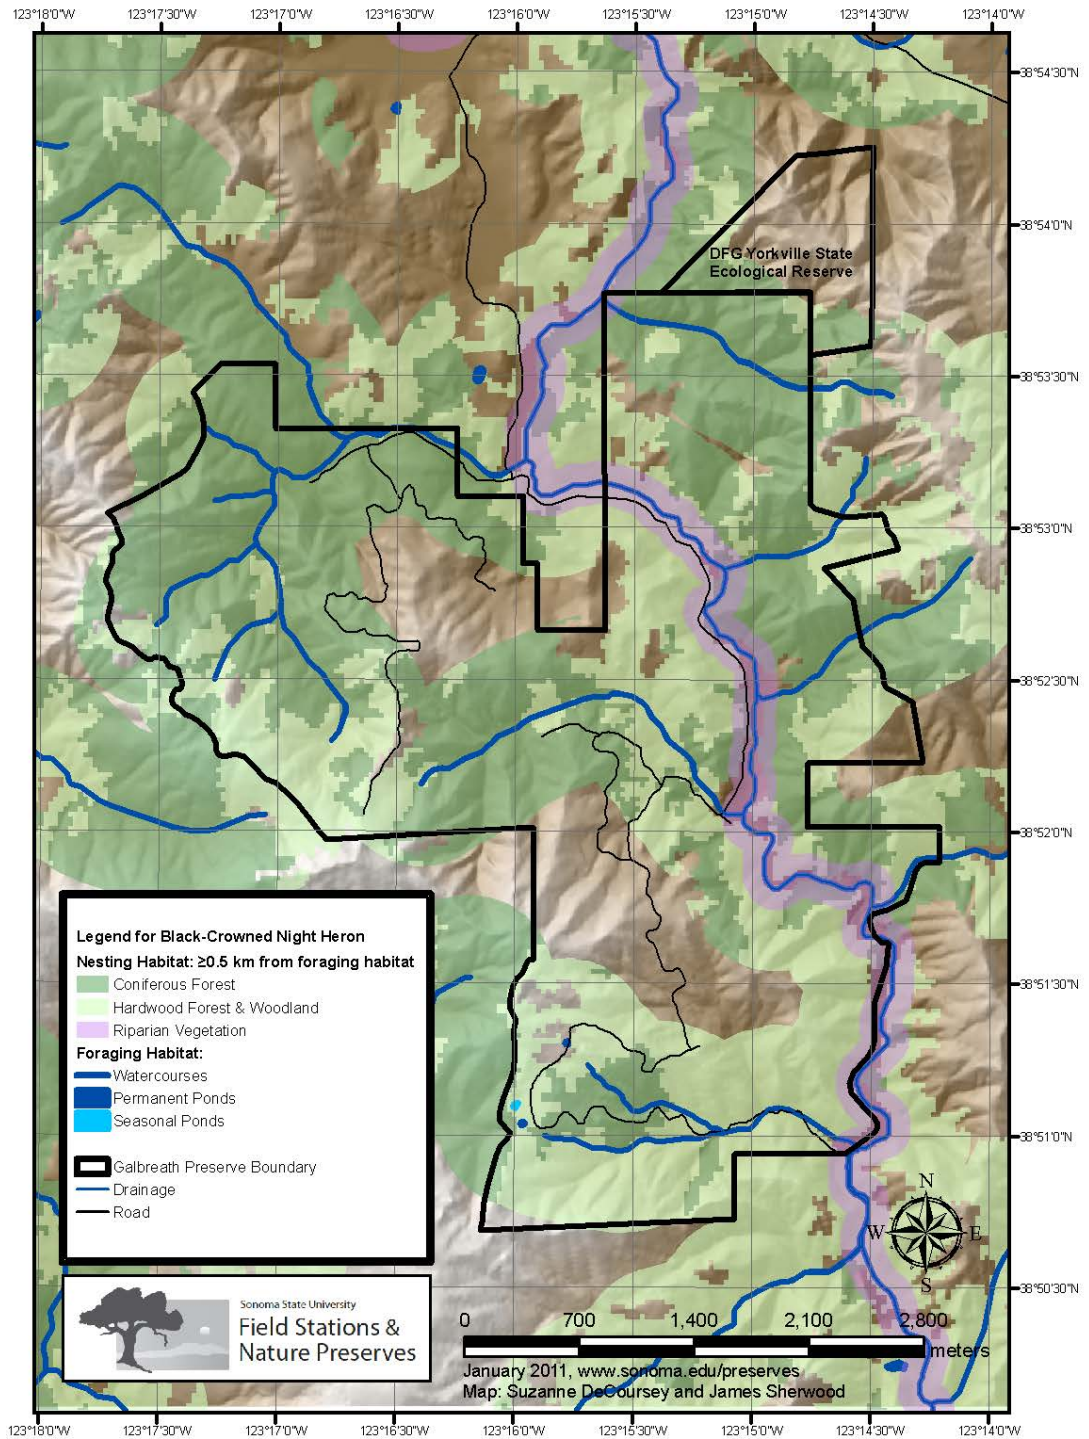 123°18'0"W 123°17'30"W 123°17'0"W 123°16'30"W 123°16'0"W 123°15'30"W 123°15'0"W 123°14'30"W 123°14'0"W
38°54'30"N
38°54'0"N
DFG Yorkville State
Ecological Reserve
38°53'30"N
38°53'0"N
38°52'30"N
38°52'0"N
Legend for Black-Crowned Night Heron
Nesting Habitat: ≥0.5 km from foraging habitat
Coniferous Forest
Hardwood Forest & Woodland
Riparian Vegetation
Foraging Habitat:
Watercourses
Permanent Ponds
Seasonal Ponds
Galbreath Preserve Boundary
Drainage
Road
38°51'30"N
38°51'0"N
N
W E
S
38°50'30"N
Sonoma State University
Field Stations &
Nature Preserves
0 700 1,400 2,100 2,800
meters
January 2011, www.sonoma.edu/preserves
Map: Suzanne DeCoursey and James Sherwood
123°18'0"W 123°17'30"W 123°17'0"W 123°16'30"W 123°16'0"W 123°15'30"W 123°15'0"W 123°14'30"W 123°14'0"W